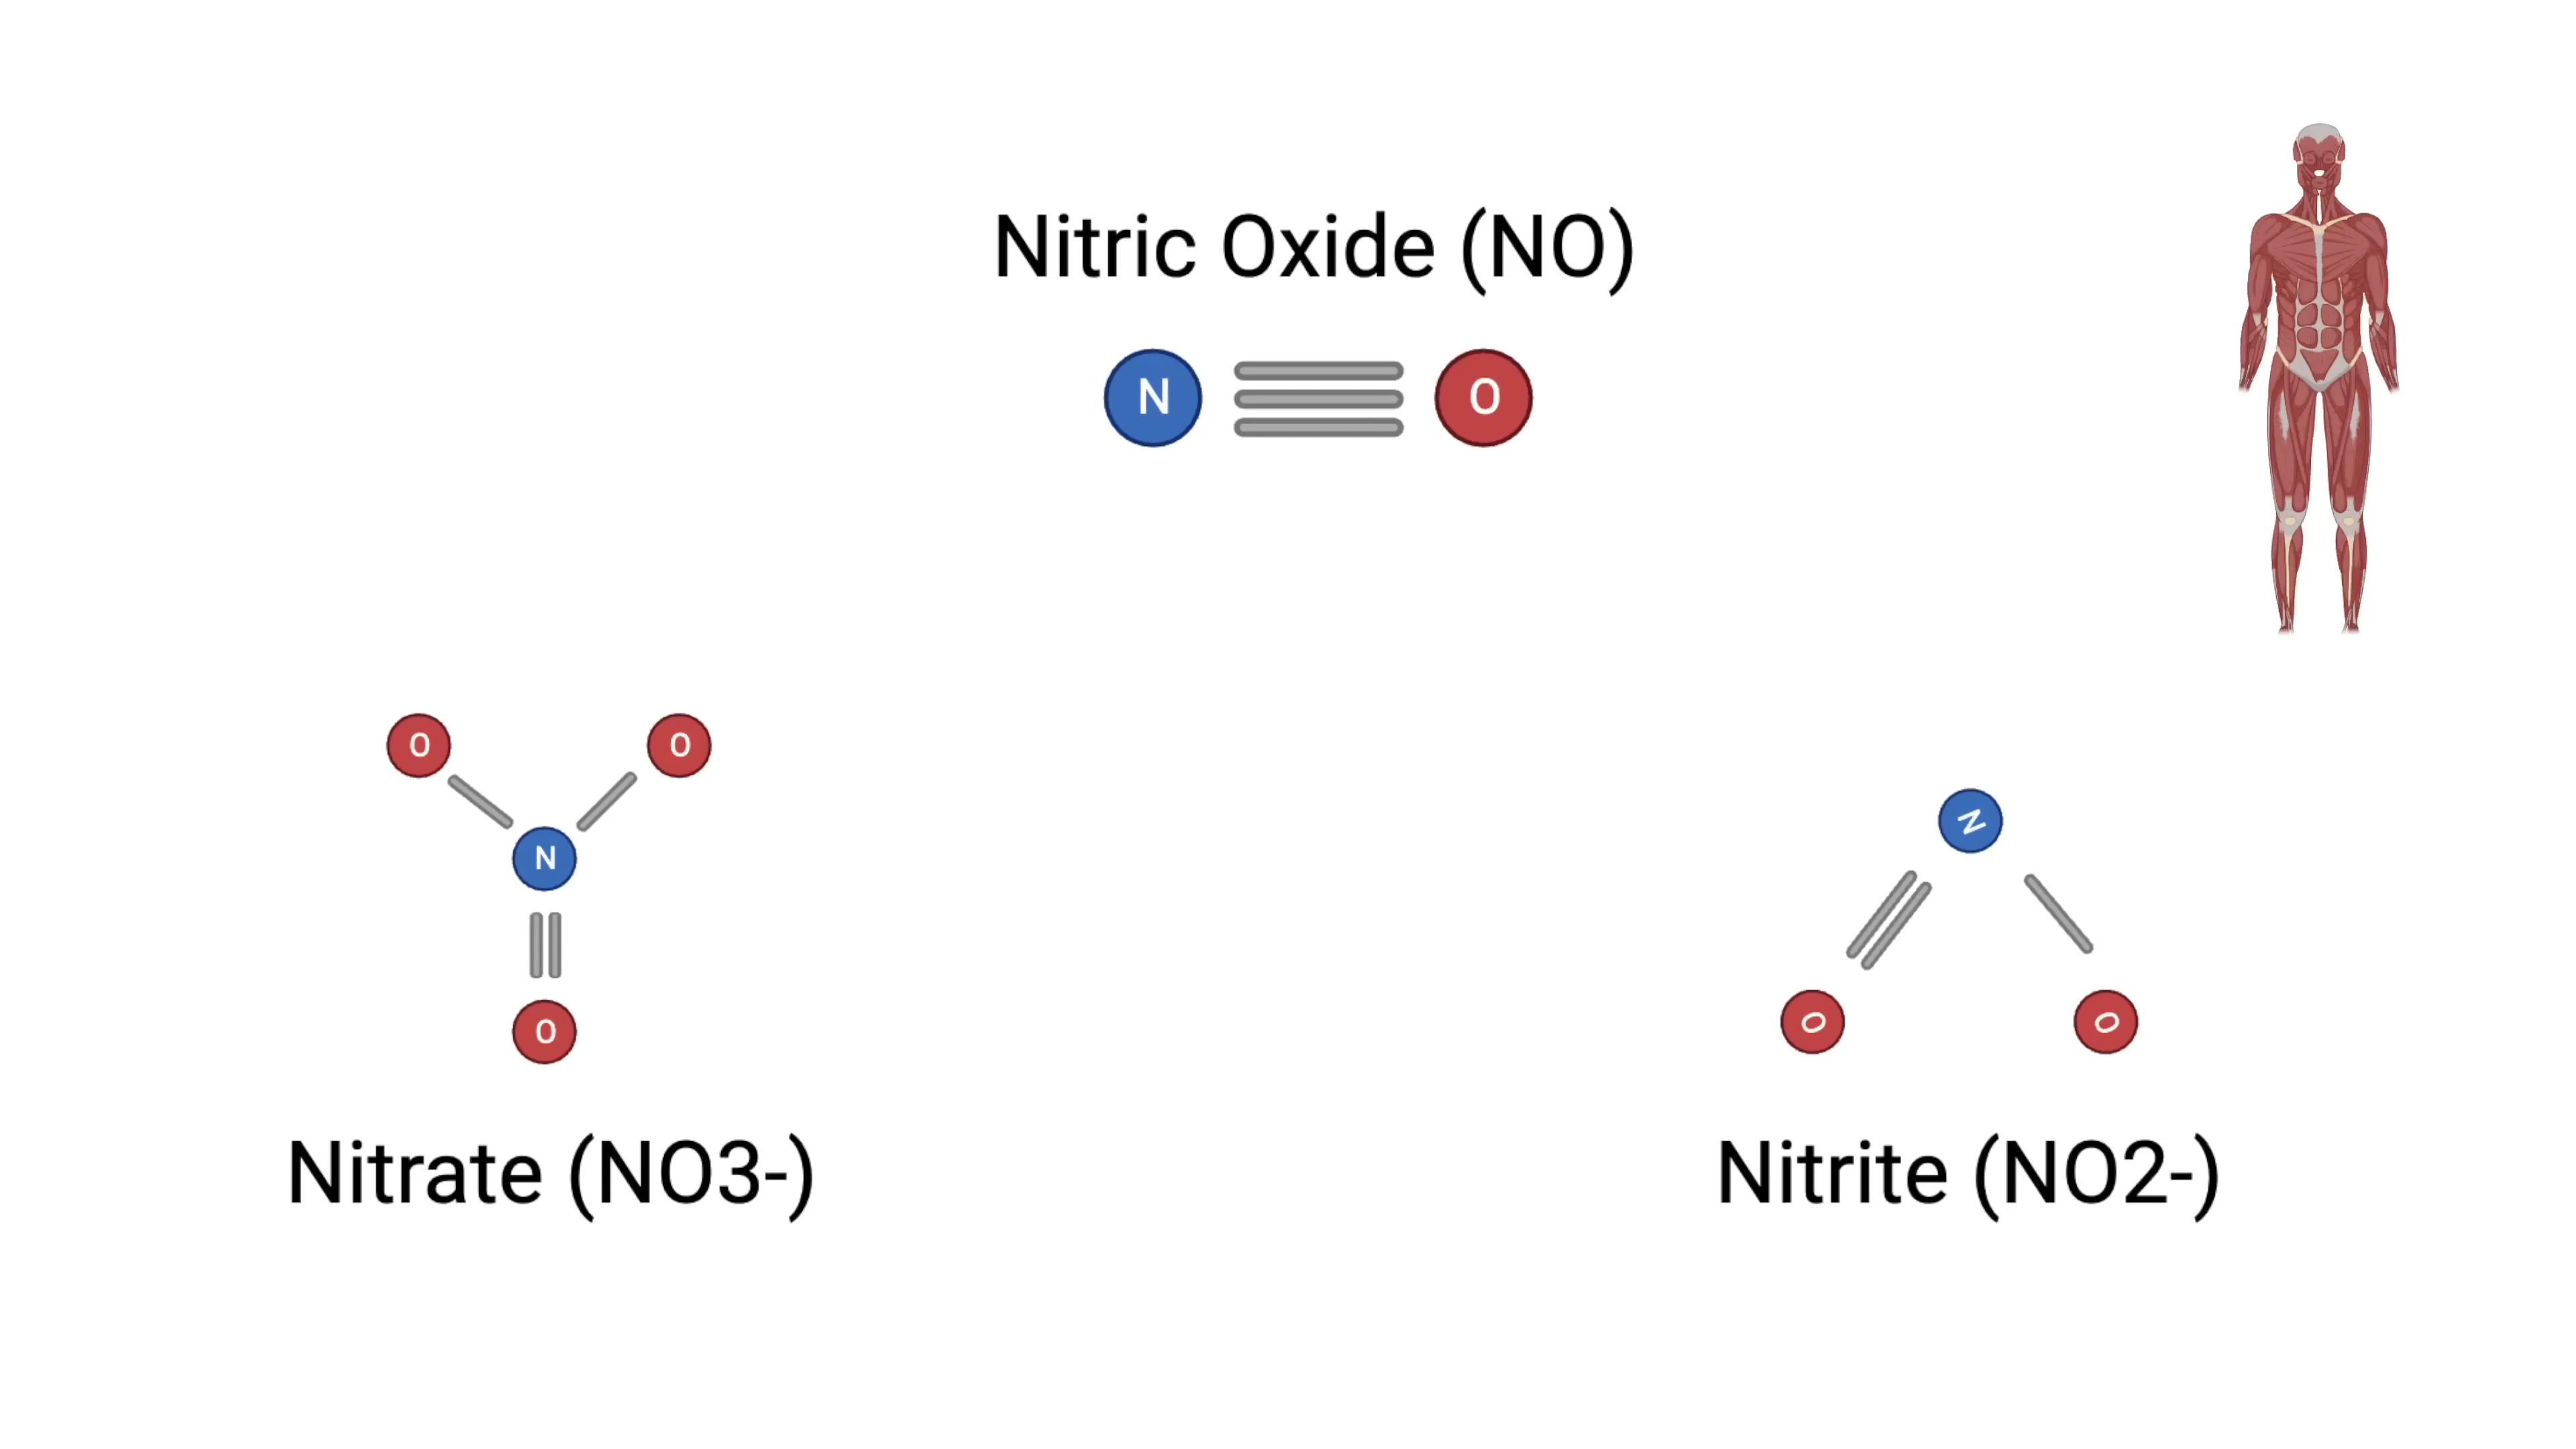 Nitric Oxide (NO)
N O
O O
N
O
Nitrate (NO3-)
N
O O
Nitrite (NO2-)